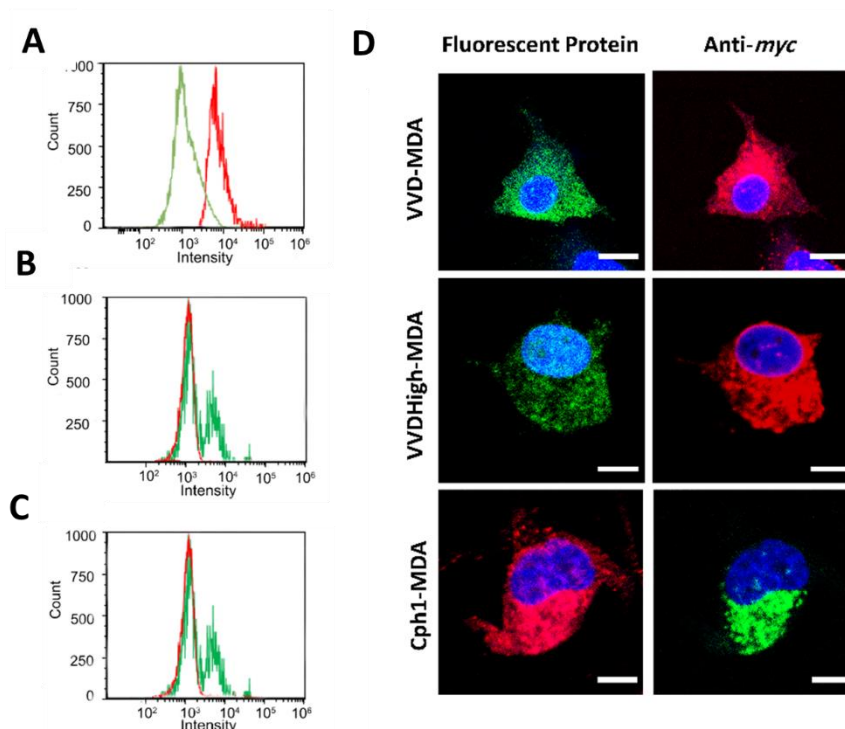 A
.,00
750
500
250
0
Count
10² 10³ 10⁴ 10⁵ 10⁶
Intensity
B
1000
750
500
250
Count
10² 10³ 10⁴ 10⁵ 10⁶
Intensity
C
1000
750
500
250
0
Count
10² 10³ 10⁴ 10⁵ 10⁶
Intensity
D
Fluorescent Protein Anti-myc
VVD-MDA
VVDHigh-MDA
Cph1-MDA